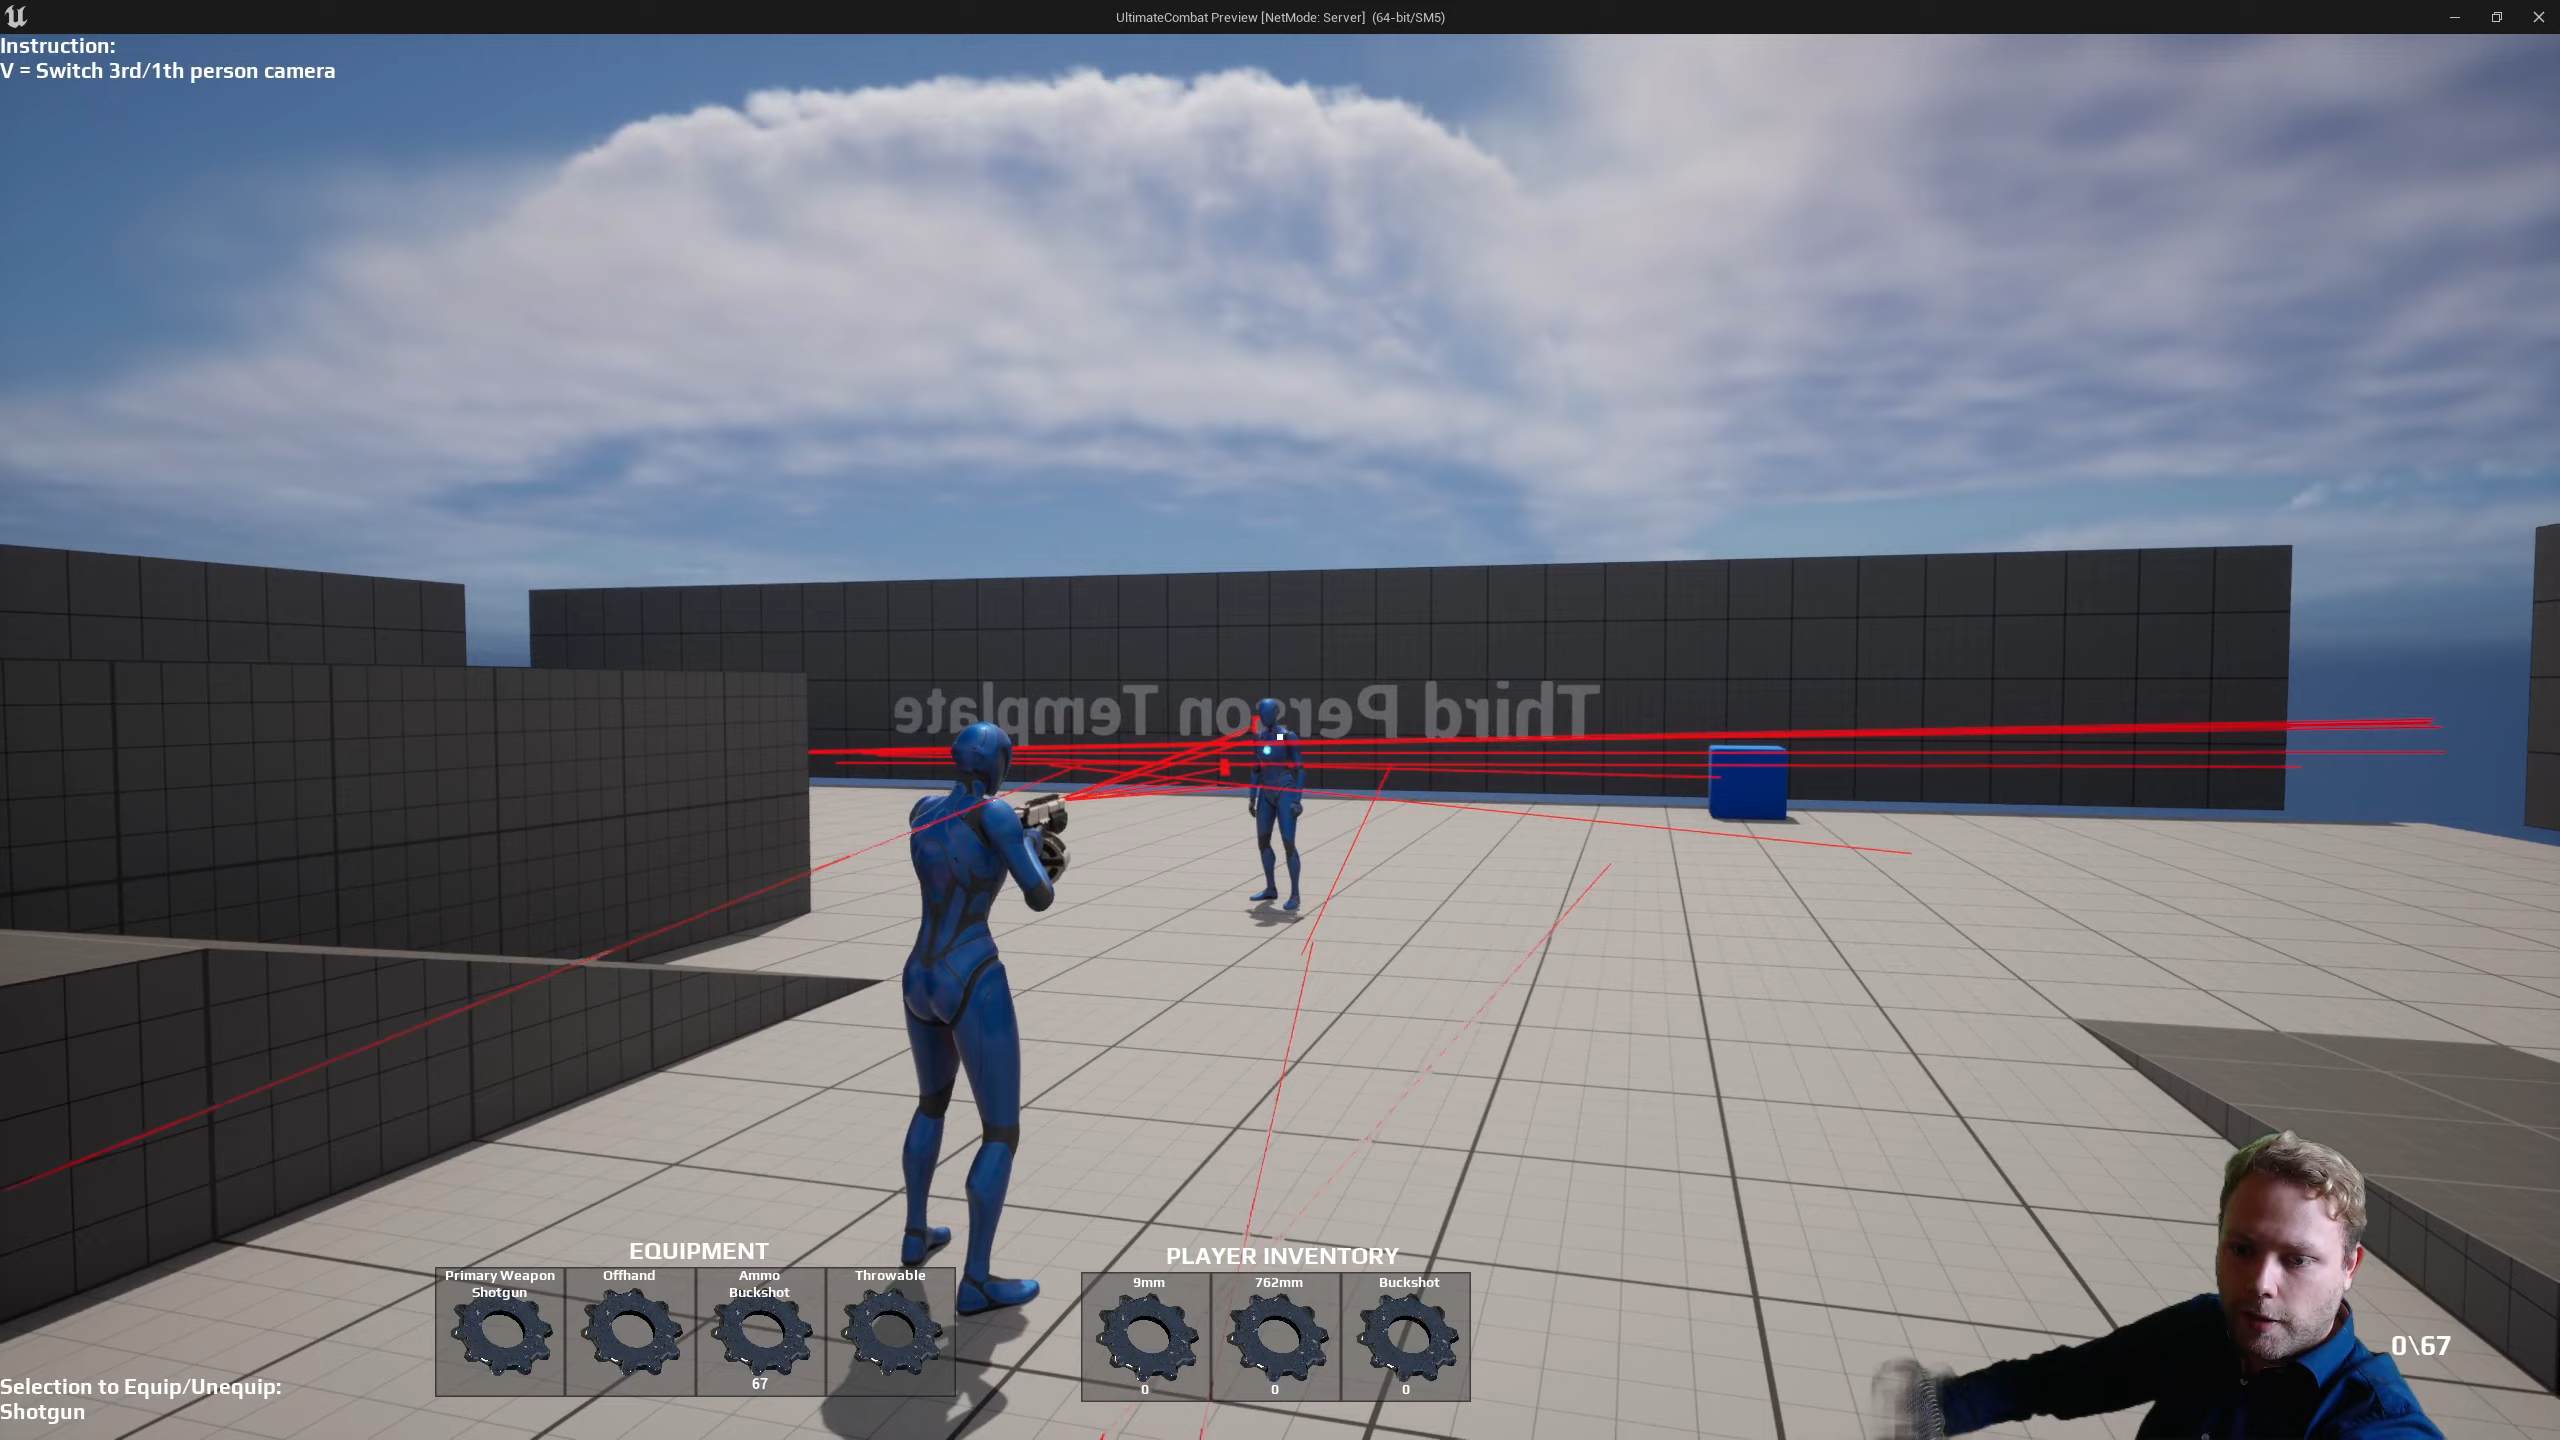 UltimateCombat Preview [NetMode: Server] (64-bit/SM5)
Instruction:
V = Switch 3rd/1th person camera
Third Person Template
EQUIPMENT
Primary Weapon
Shotgun
Offhand
Ammo
Buckshot
67
Throwable
PLAYER INVENTORY
9mm
0
762mm
0
Buckshot
0
0\67
Selection to Equip/Unequip:
Shotgun